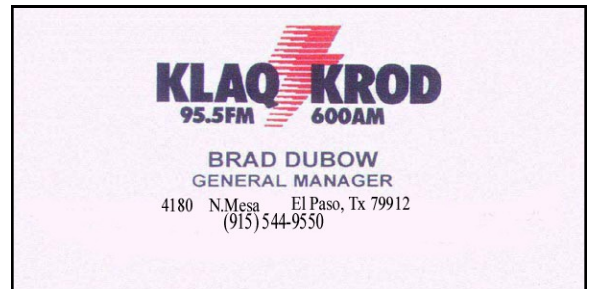 KLAQ KROD
95.5FM 600AM
BRAD DUBOW
GENERAL MANAGER
4180 N.Mesa El Paso, Tx 79912
(915) 544-9550